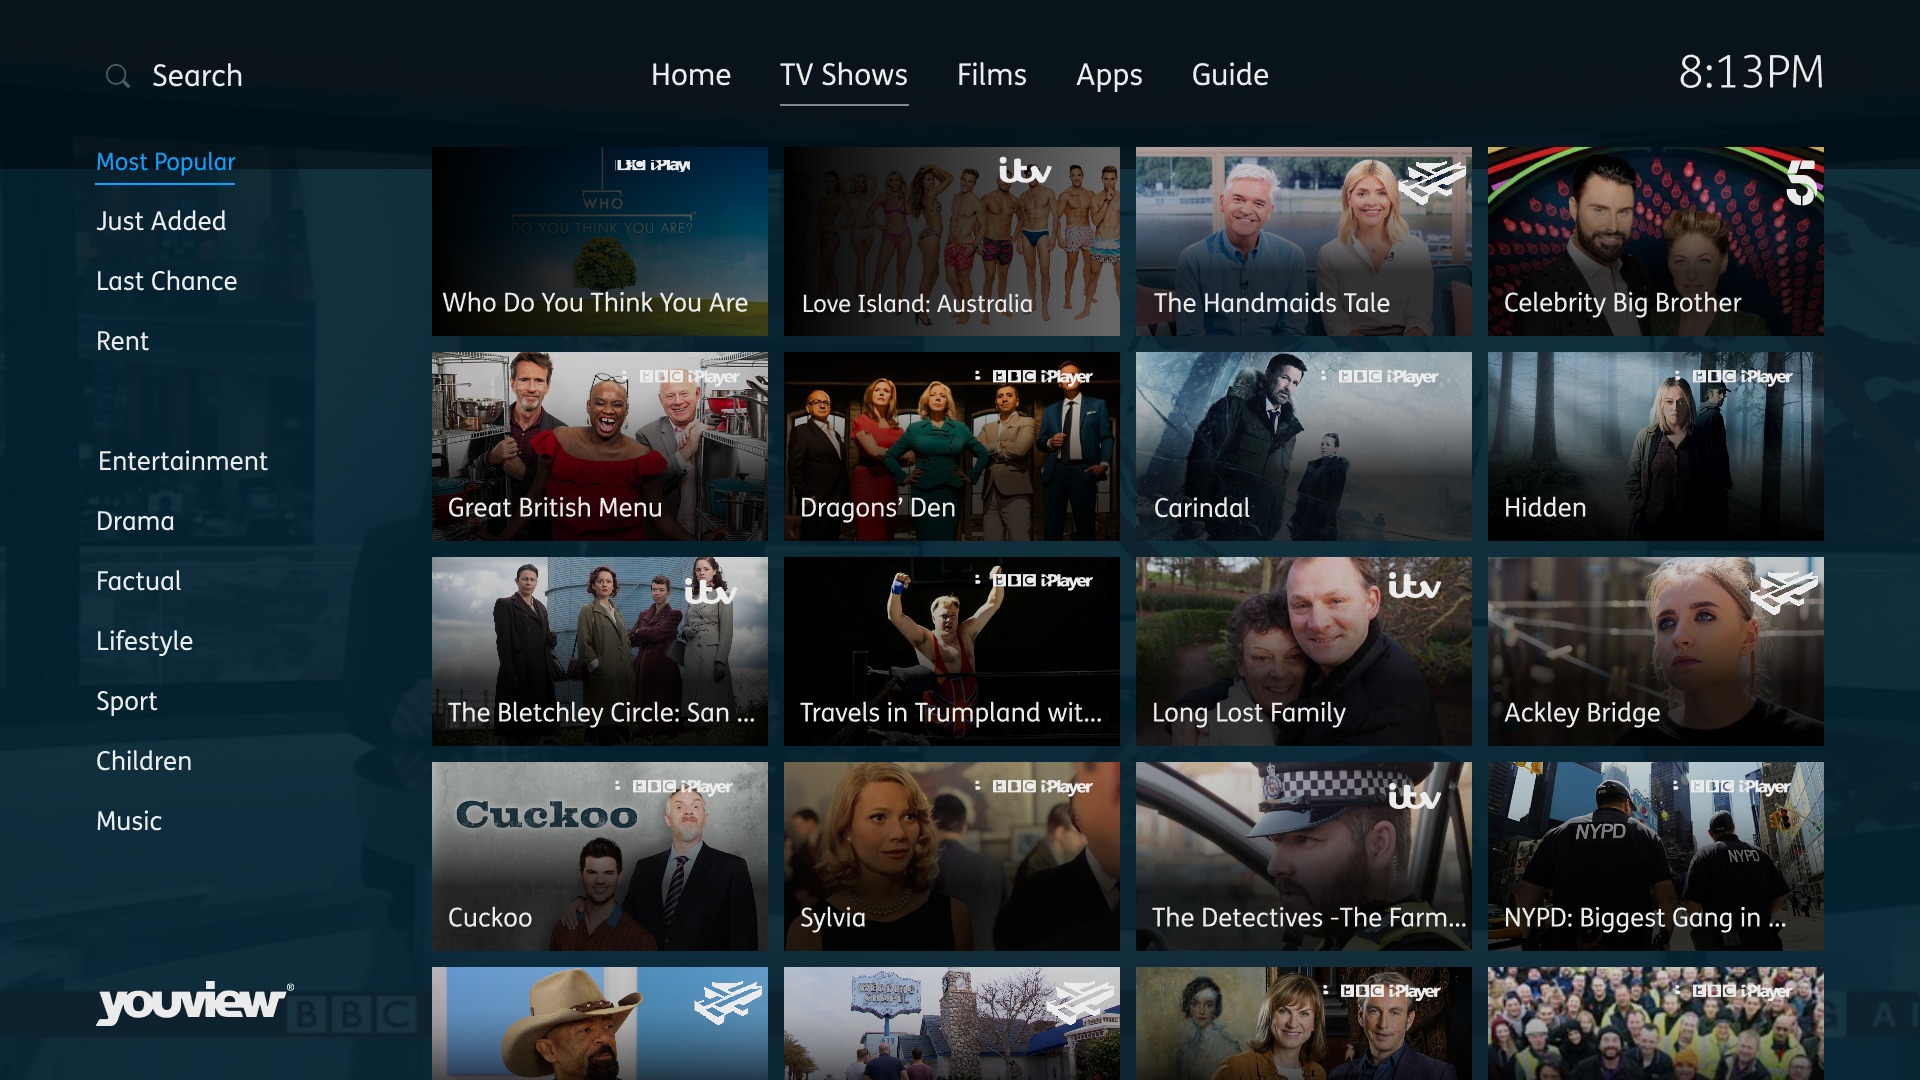 Search
Home TV Shows Films Apps Guide
8:13PM
Most Popular
Just Added
Last Chance
Rent
Entertainment
Drama
Factual
Lifestyle
Sport
Children
Music
youview®
BBC
WHO
DO YOU THINK YOU ARE?
Who Do You Think You Are
itv
Love Island: Australia
The Handmaids Tale
5
Celebrity Big Brother
BBC iPlayer
Great British Menu
BBC iPlayer
Dragons’ Den
BBC iPlayer
Carindal
BBC iPlayer
Hidden
itv
The Bletchley Circle: San ...
BBC iPlayer
Travels in Trumpland wit...
itv
Long Lost Family
Ackley Bridge
BBC iPlayer
Cuckoo
Cuckoo
BBC iPlayer
Sylvia
itv
The Detectives -The Farm...
BBC iPlayer
NYPD
NYPD
NYPD: Biggest Gang in ...
WEDDING
CHAPEL
BBC iPlayer
BBC iPlayer